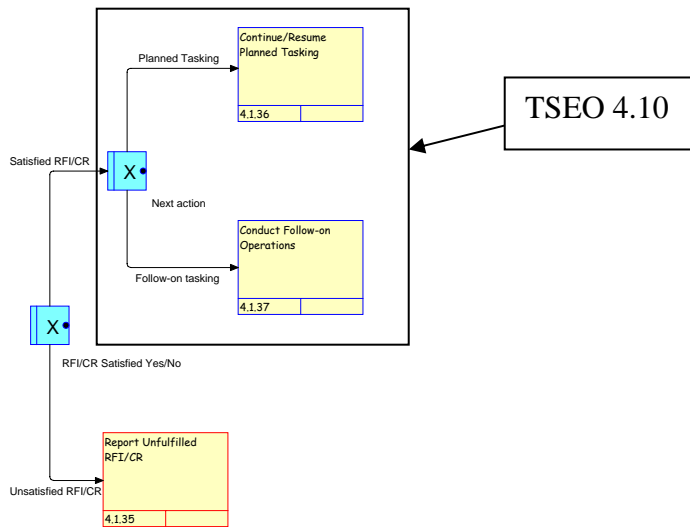 Continue/Resume
Planned Tasking
Planned Tasking
4.1.36
TSEO 4.10
Satisfied RFI/CR
X
Next action
Conduct Follow-on
Operations
Follow-on tasking
4.1.37
X
RFI/CR Satisfied Yes/No
Report Unfulfilled
RFI/CR
Unsatisfied RFI/CR
4.1.35